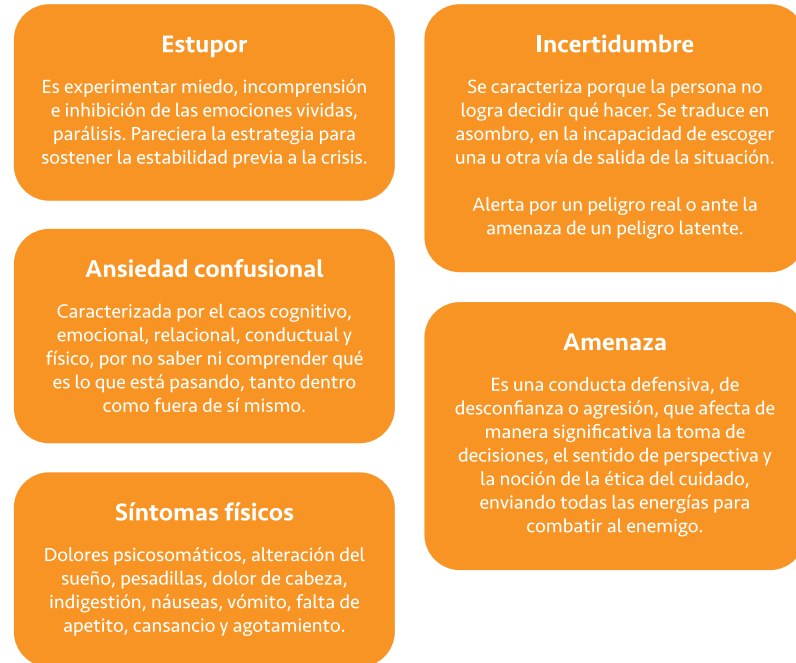 Estupor
Es experimentar miedo, incomprensión
e inhibición de las emociones vividas,
parálisis. Pareciera la estrategia para
sostener la estabilidad previa a la crisis.
Ansiedad confusional
Caracterizada por el caos cognitivo,
emocional, relacional, conductual y
físico, por no saber ni comprender qué
es lo que está pasando, tanto dentro
como fuera de sí mismo.
Síntomas físicos
Dolores psicosomáticos, alteración del
sueño, pesadillas, dolor de cabeza,
indigestión, náuseas, vómito, falta de
apetito, cansancio y agotamiento.
Incertidumbre
Se caracteriza porque la persona no
logra decidir qué hacer. Se traduce en
asombro, en la incapacidad de escoger
una u otra vía de salida de la situación.
Alerta por un peligro real o ante la
amenaza de un peligro latente.
Amenaza
Es una conducta defensiva, de
desconfianza o agresión, que afecta de
manera significativa la toma de
decisiones, el sentido de perspectiva y
la noción de la ética del cuidado,
enviando todas las energías para
combatir al enemigo.